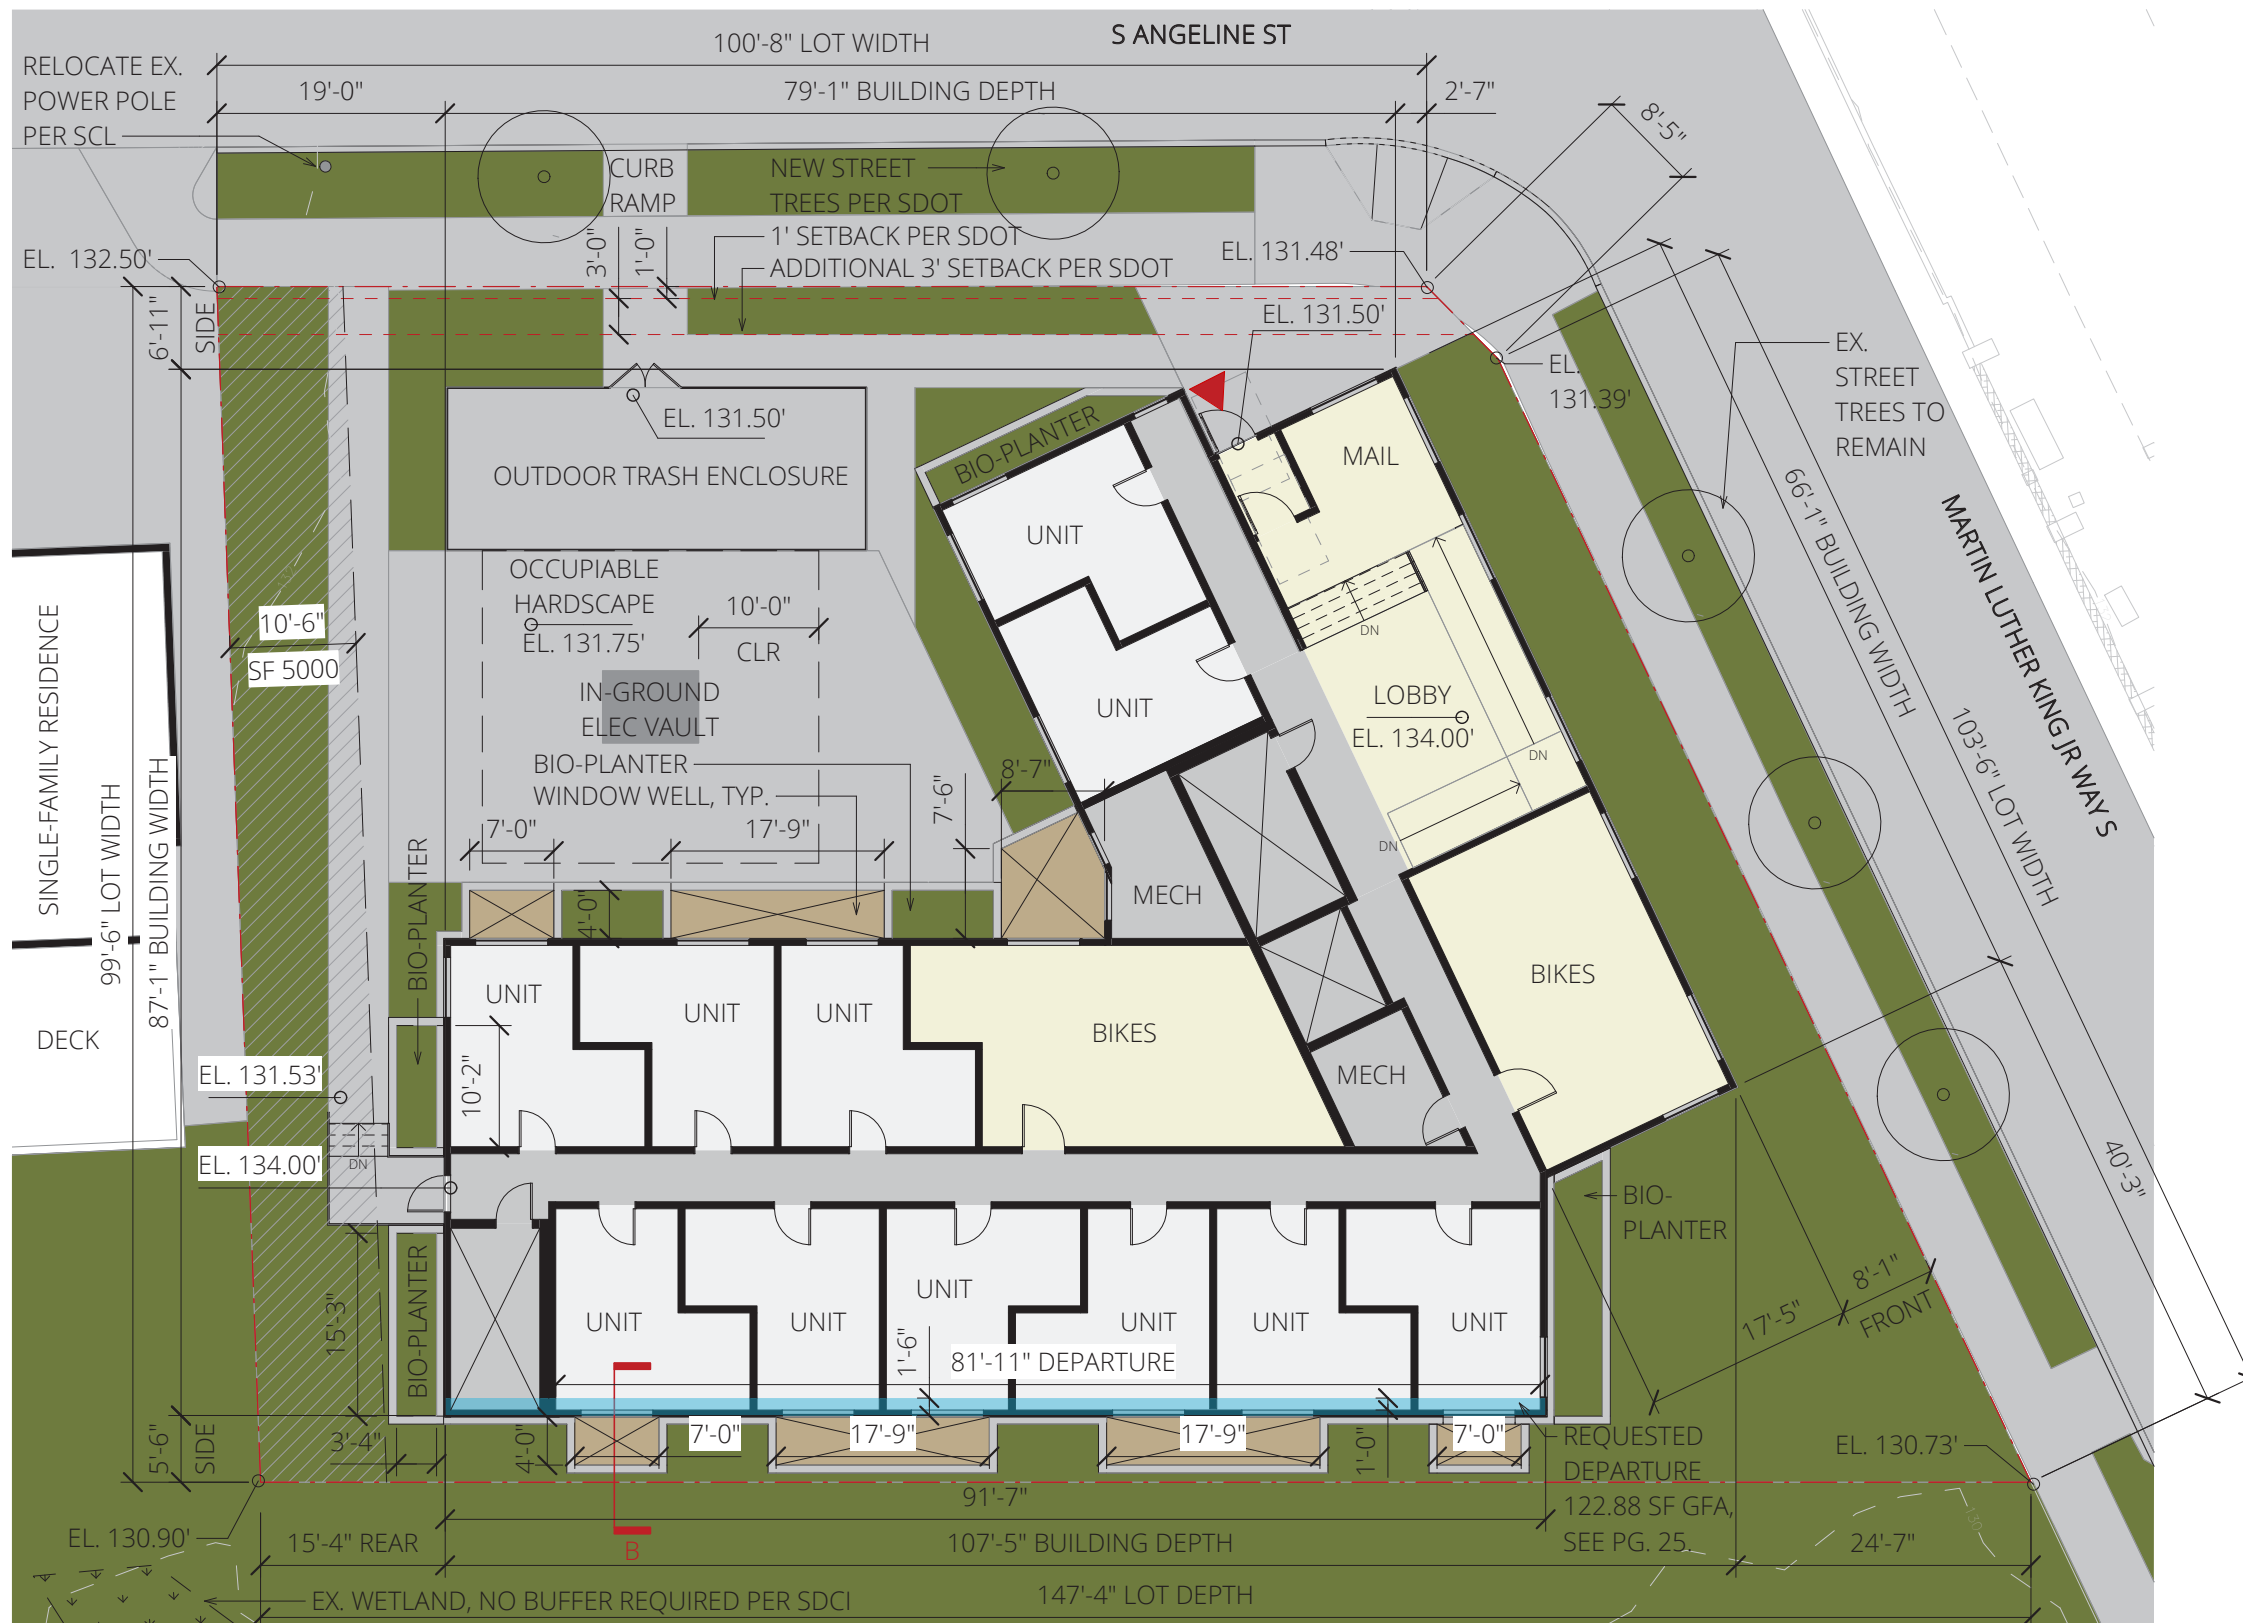 S ANGELINE ST
100'-8" LOT WIDTH
RELOCATE EX.
POWER POLE
PER SCL
19'-0"
79'-1" BUILDING DEPTH
2'-7"
8'-5"
CURB
RAMP
NEW STREET
TREES PER SDOT
1' SETBACK PER SDOT
ADDITIONAL 3' SETBACK PER SDOT
3'-0"
1'-0"
EL. 132.50'
EL. 131.48'
EL. 131.50'
6'-11"
SIDE
EL.
131.39'
EX.
STREET
TREES TO
REMAIN
EL. 131.50'
OUTDOOR TRASH ENCLOSURE
BIO-PLANTER
MAIL
UNIT
66'-1" BUILDING WIDTH
MARTIN LUTHER KING JR WAY S
103'-6" LOT WIDTH
OCCUPIABLE
HARDSCAPE
EL. 131.75'
10'-0"
CLR
10'-6"
SF 5000
SINGLE-FAMILY RESIDENCE
DN
IN-GROUND
ELEC VAULT
UNIT
LOBBY
EL. 134.00'
DN
DN
BIO-PLANTER
WINDOW WELL, TYP.
8'-7"
7'-6"
7'-0"
17'-9"
4'-0"
99'-6" LOT WIDTH
87'-1" BUILDING WIDTH
BIO-PLANTER
MECH
BIKES
UNIT
UNIT
UNIT
BIKES
MECH
DECK
10'-2"
EL. 131.53'
EL. 134.00'
DN
40'-3"
BIO-
PLANTER
8'-1"
FRONT
17'-5"
BIO-PLANTER
15'-3"
UNIT
UNIT
UNIT
UNIT
UNIT
UNIT
1'-6"
81'-11" DEPARTURE
5'-6"
SIDE
3'-4"
4'-0"
7'-0"
17'-9"
17'-9"
7'-0"
1'-0"
REQUESTED
DEPARTURE
122.88 SF GFA,
SEE PG. 25.
EL. 130.73'
91'-7"
EL. 130.90'
15'-4" REAR
B
107'-5" BUILDING DEPTH
24'-7"
130
EX. WETLAND, NO BUFFER REQUIRED PER SDCI
147'-4" LOT DEPTH